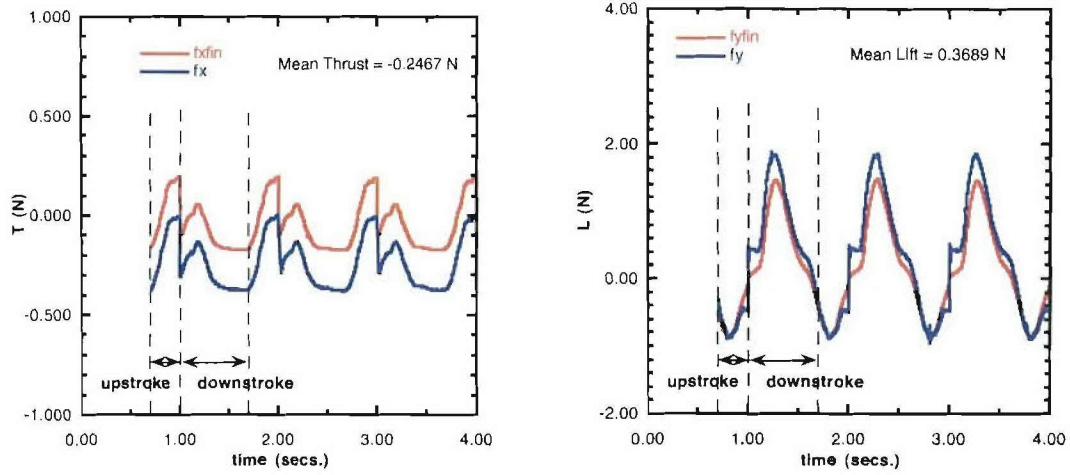 1.000
fxfin
fx
Mean Thrust = -0.2467 N
0.500
0.000
-0.500
-1.000
T (N)
upstroke
downstroke
0.00
1.00
2.00
3.00
4.00
time (secs.)
4.00
fyfin
fy
Mean Lift = 0.3689 N
2.00
0.00
-2.00
L (N)
upstroke
downstroke
0.00
1.00
2.00
3.00
4.00
time (secs.)